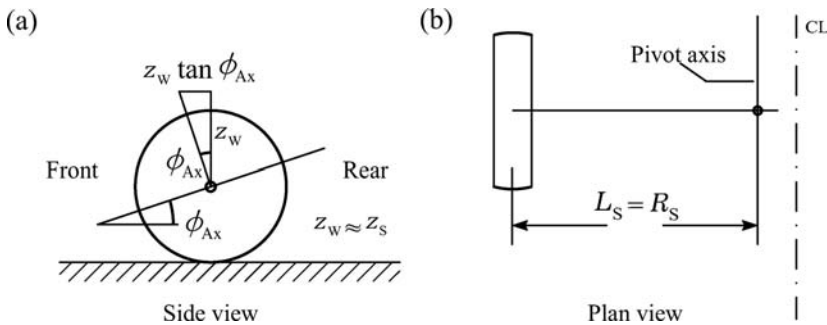 (a)
z_W tan ϕ_Ax
z_W
ϕ_Ax
Front
Rear
ϕ_Ax
z_W ≈ z_S
Side view
(b)
CL
Pivot axis
L_S = R_S
Plan view